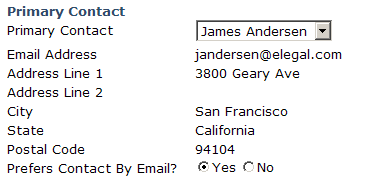 Primary Contact
Primary Contact James Andersen
Email Address jandersen@elegal.com
Address Line 1 3800 Geary Ave
Address Line 2
City San Francisco
State California
Postal Code 94104
Prefers Contact By Email? Yes No